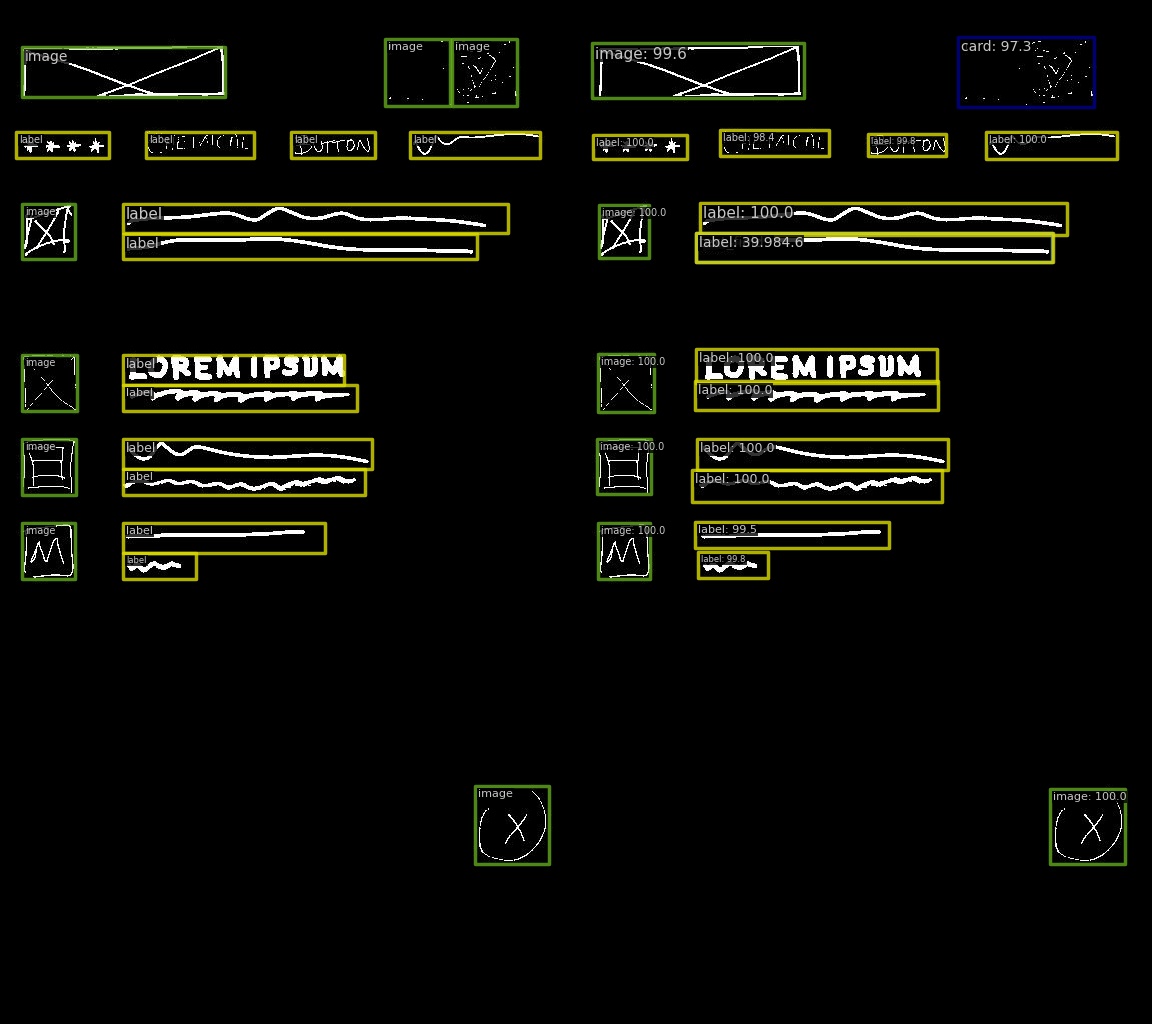 image image image image: 99.6 card: 97.3
label label label label label: 100.0 label: 98.4 label: 99.8 label: 100.0
BUTTON BUTTON
image label image: 100.0 label: 100.0
label label: 39.984.6
image label LOREM IPSUM image: 100.0 label: 100.0 LOREM IPSUM
label label: 100.0
image label image: 100.0 label: 100.0
label label: 100.0
image label image: 100.0 label: 99.5
label label: 99.8
image image: 100.0